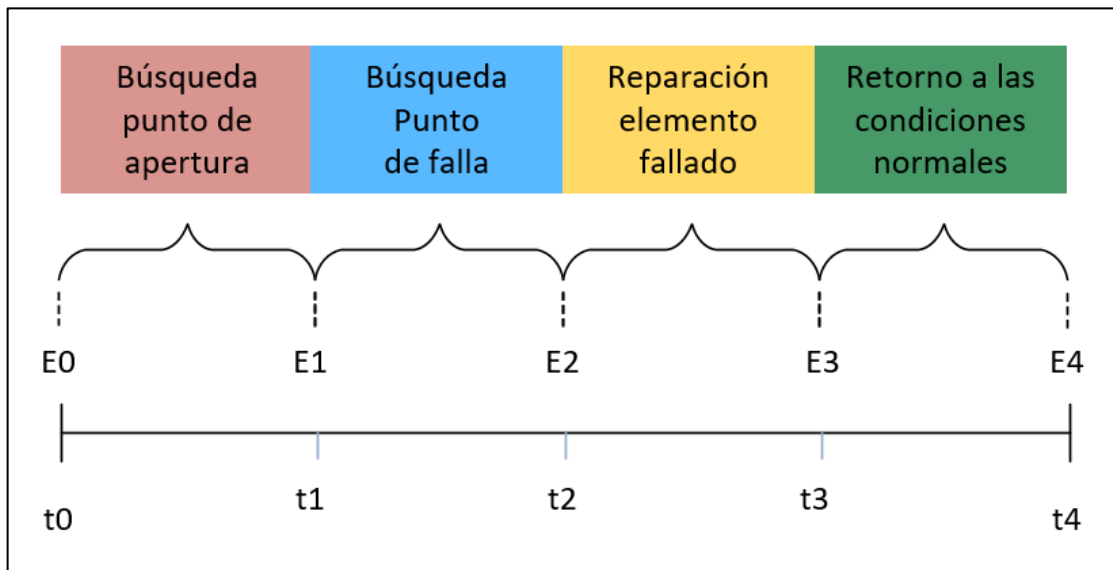 Búsqueda
punto de
apertura
Búsqueda
Punto
de falla
Reparación
elemento
fallado
Retorno a las
condiciones
normales
E0
E1
E2
E3
E4
t0
t1
t2
t3
t4